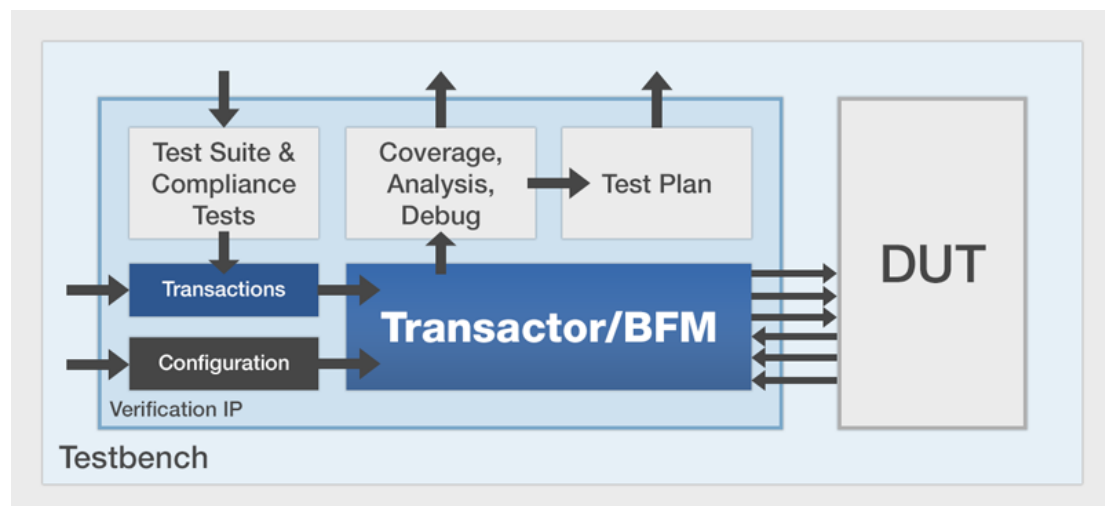 Test Suite &
Compliance
Tests
Coverage,
Analysis,
Debug
Test Plan
DUT
Transactions
Transactor/BFM
Configuration
Verification IP
Testbench